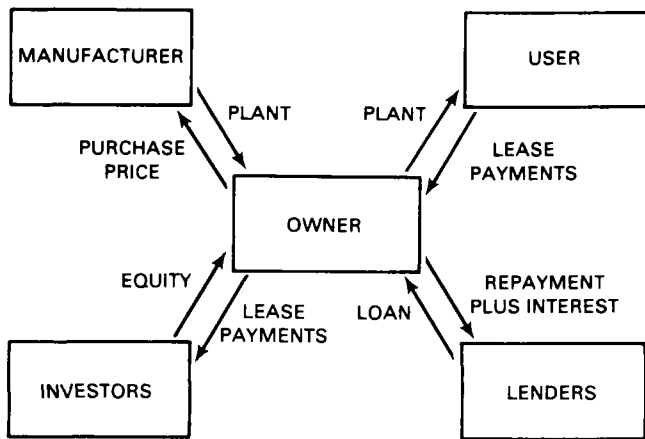 MANUFACTURER
USER
PLANT
PLANT
PURCHASE
PRICE
LEASE
PAYMENTS
OWNER
EQUITY
LEASE
PAYMENTS
LOAN
REPAYMENT
PLUS INTEREST
INVESTORS
LENDERS